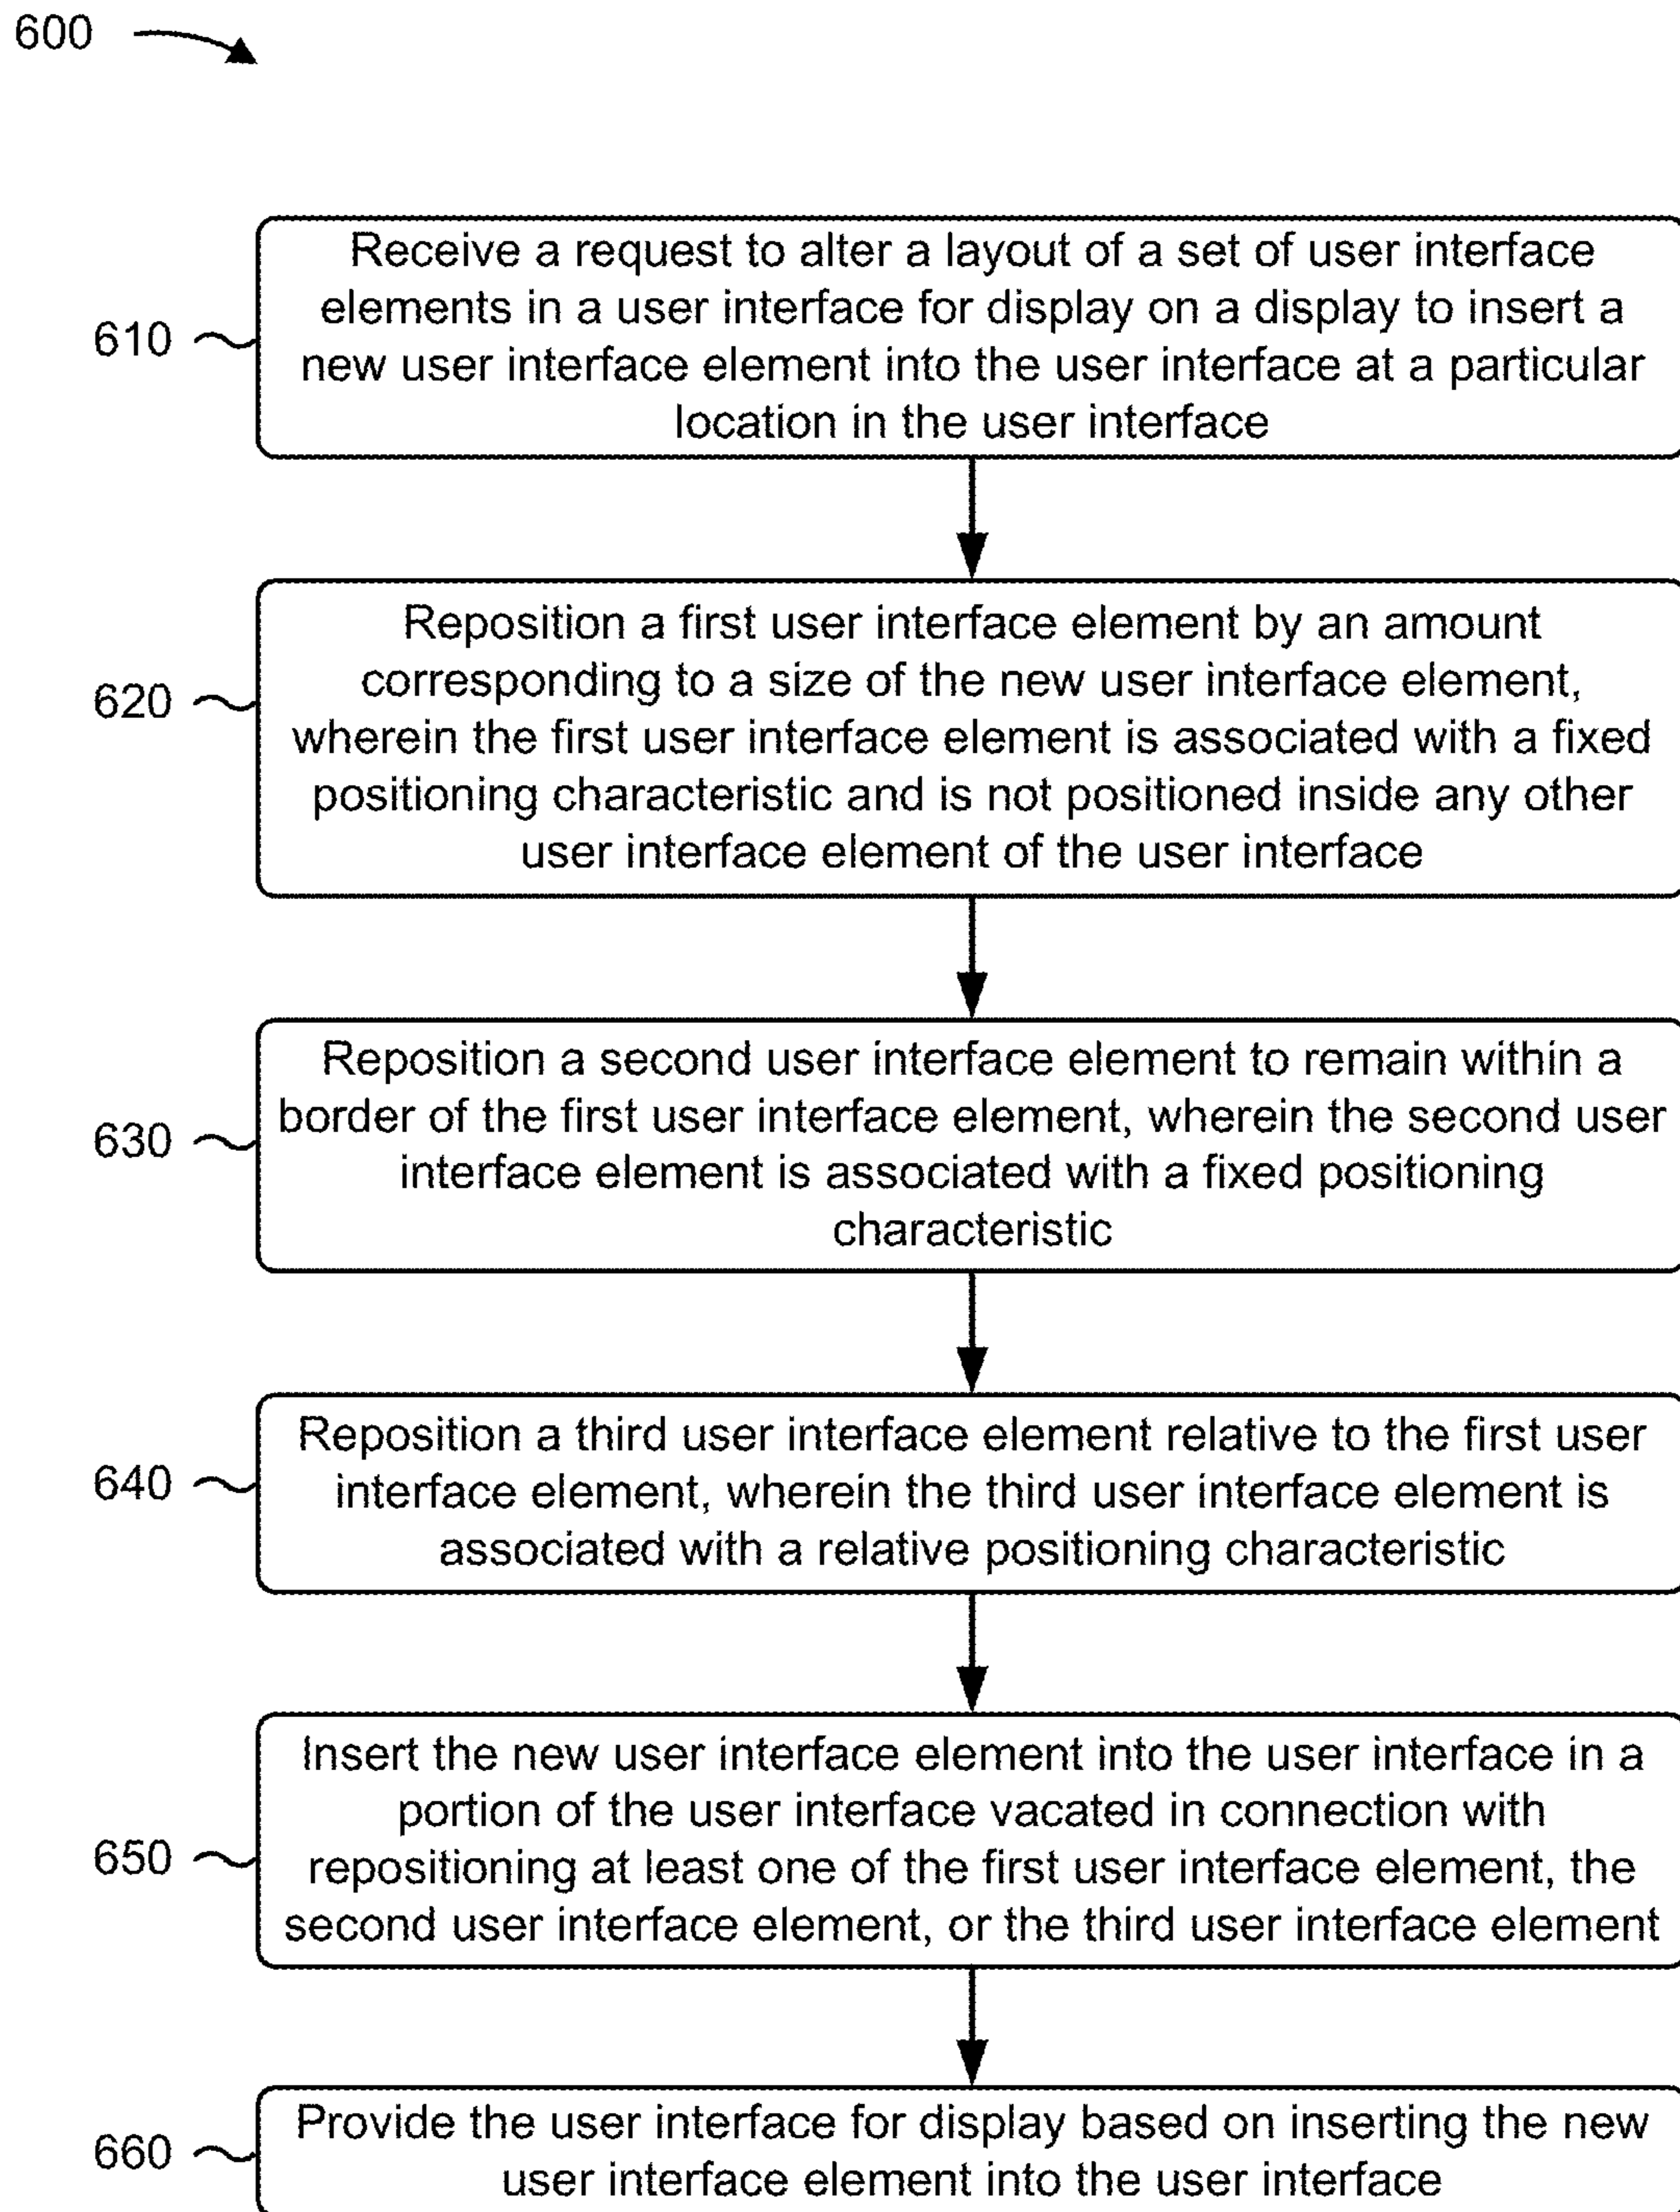 600
Receive a request to alter a layout of a set of user interface
elements in a user interface for display on a display to insert a
new user interface element into the user interface at a particular
location in the user interface
610
Reposition a first user interface element by an amount
corresponding to a size of the new user interface element,
wherein the first user interface element is associated with a fixed
positioning characteristic and is not positioned inside any other
user interface element of the user interface
620
Reposition a second user interface element to remain within a
border of the first user interface element, wherein the second user
interface element is associated with a fixed positioning
characteristic
630
Reposition a third user interface element relative to the first user
interface element, wherein the third user interface element is
associated with a relative positioning characteristic
640
Insert the new user interface element into the user interface in a
portion of the user interface vacated in connection with
repositioning at least one of the first user interface element, the
second user interface element, or the third user interface element
650
Provide the user interface for display based on inserting the new
user interface element into the user interface
660